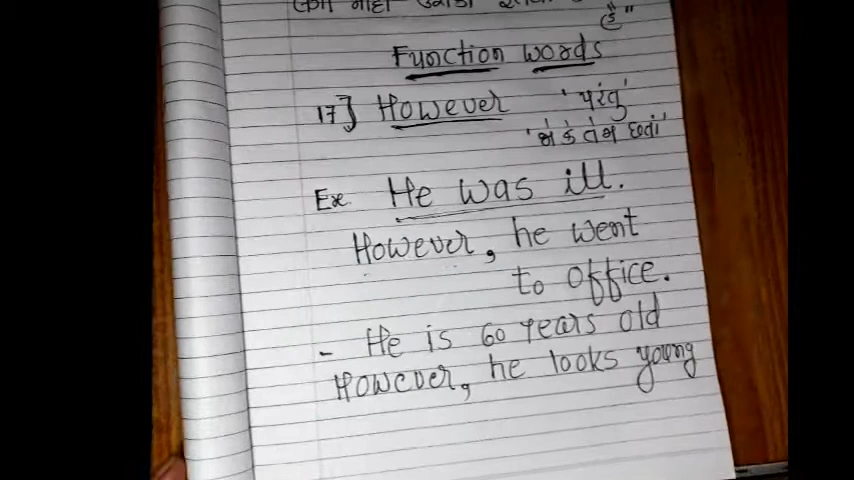 है"
Function words
17] However 'परंतु'
'જો કે તેમ છતાં'
Ex. He was ill.
However, he went
to office.
- He is 60 years old
However, he looks young